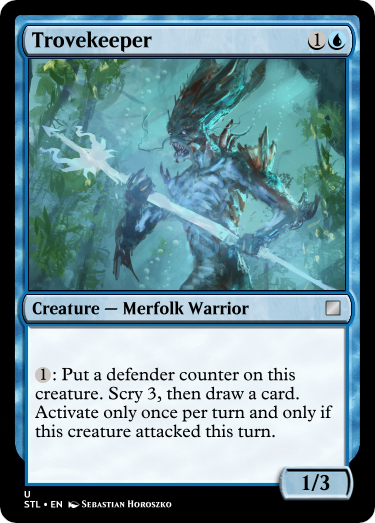 Trovekeeper 1
Creature — Merfolk Warrior
1: Put a defender counter on this
creature. Scry 3, then draw a card.
Activate only once per turn and only if
this creature attacked this turn.
1/3
U
STL • EN Sebastian Horoszko